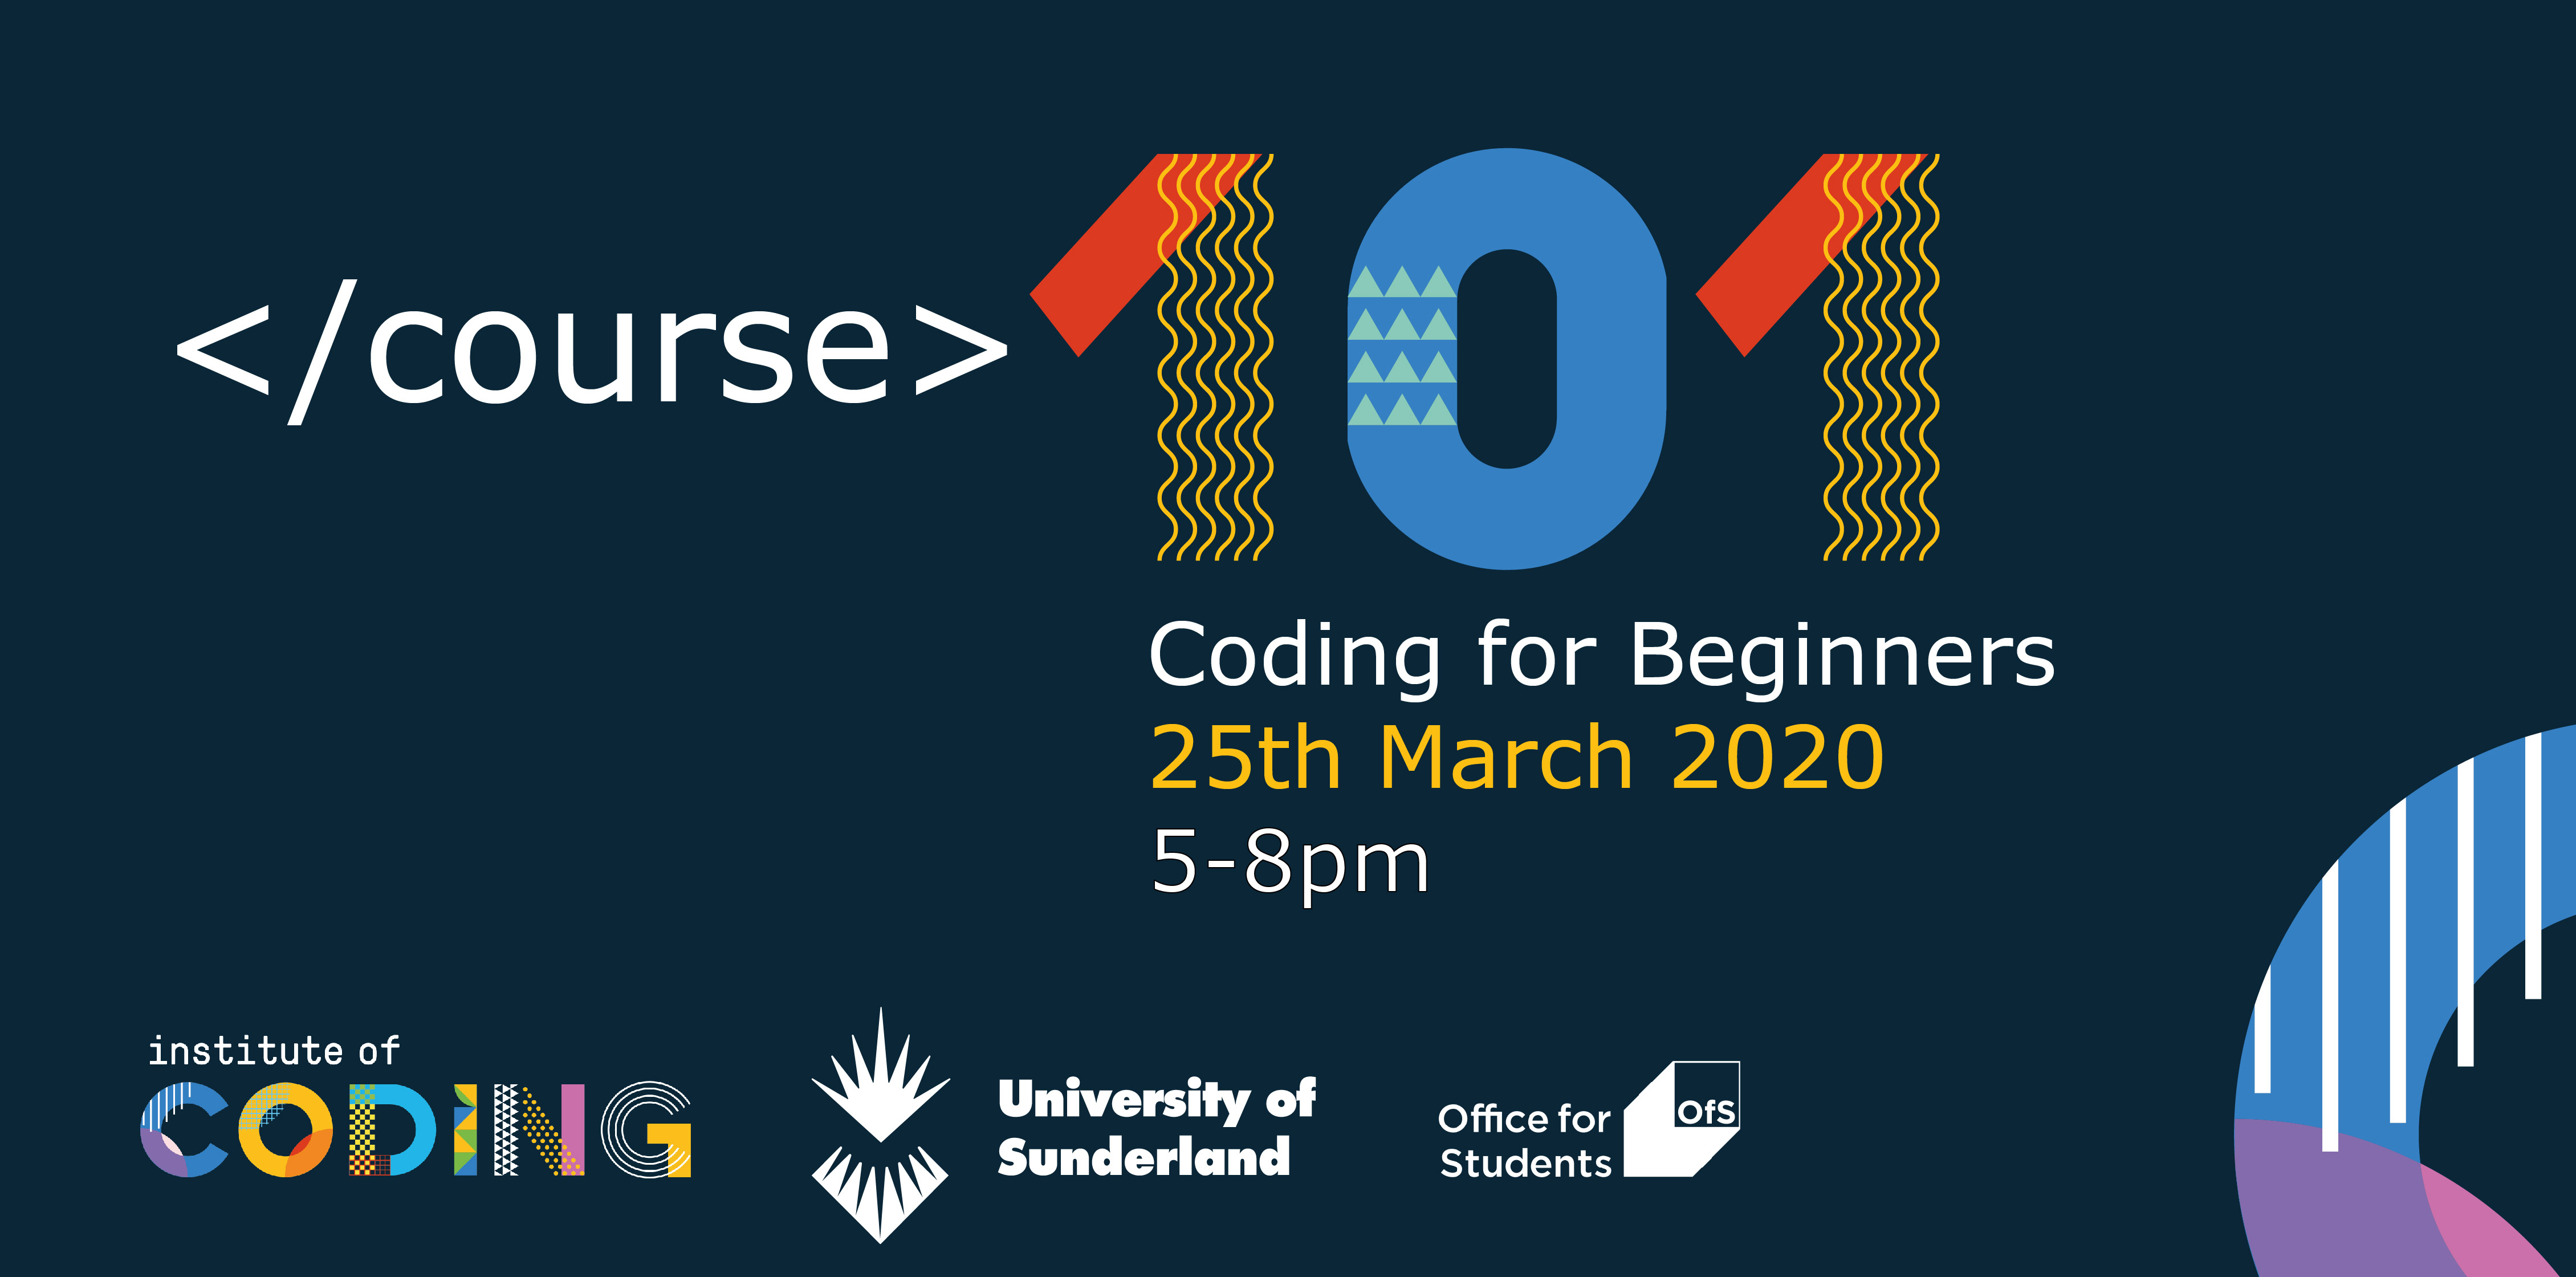 </course>101
Coding for Beginners
25th March 2020
5-8pm
institute of
CODING
University of
Sunderland
Office for
Students
OfS